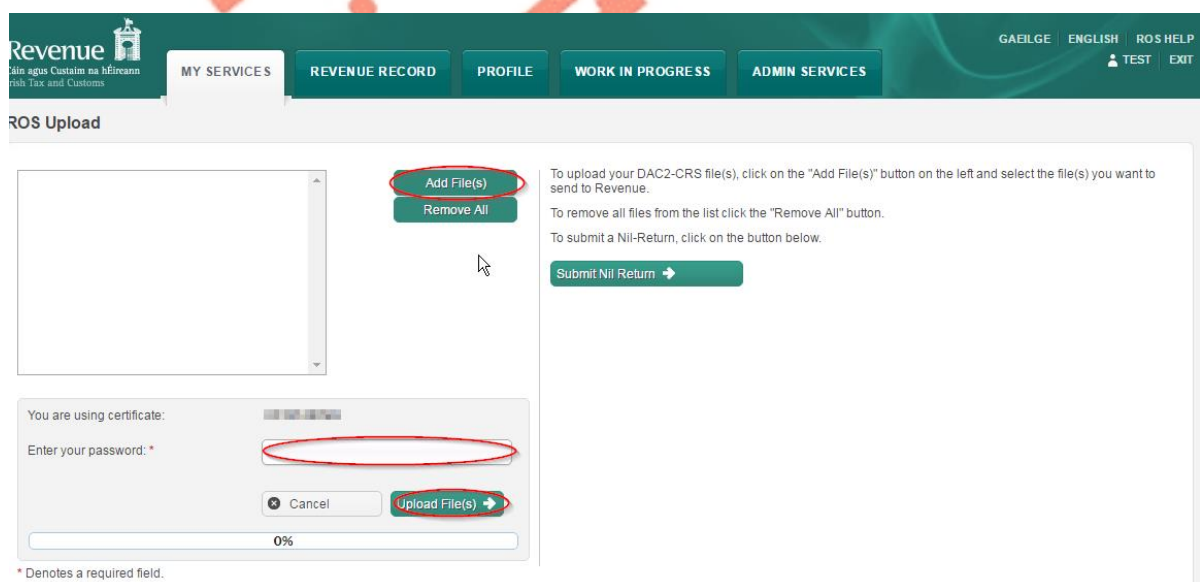 Revenue
Cáin agus Custaim na hÉireann
Irish Tax and Customs
MY SERVICES
REVENUE RECORD
PROFILE
WORK IN PROGRESS
ADMIN SERVICES
GAEILGE ENGLISH ROS HELP
TEST EXIT
ROS Upload
Add File(s)
Remove All
To upload your DAC2-CRS file(s), click on the "Add File(s)" button on the left and select the file(s) you want to
send to Revenue.
To remove all files from the list click the "Remove All" button.
To submit a Nil-Return, click on the button below.
Submit Nil Return
You are using certificate:
Enter your password: *
Cancel
Upload File(s)
0%
* Denotes a required field.